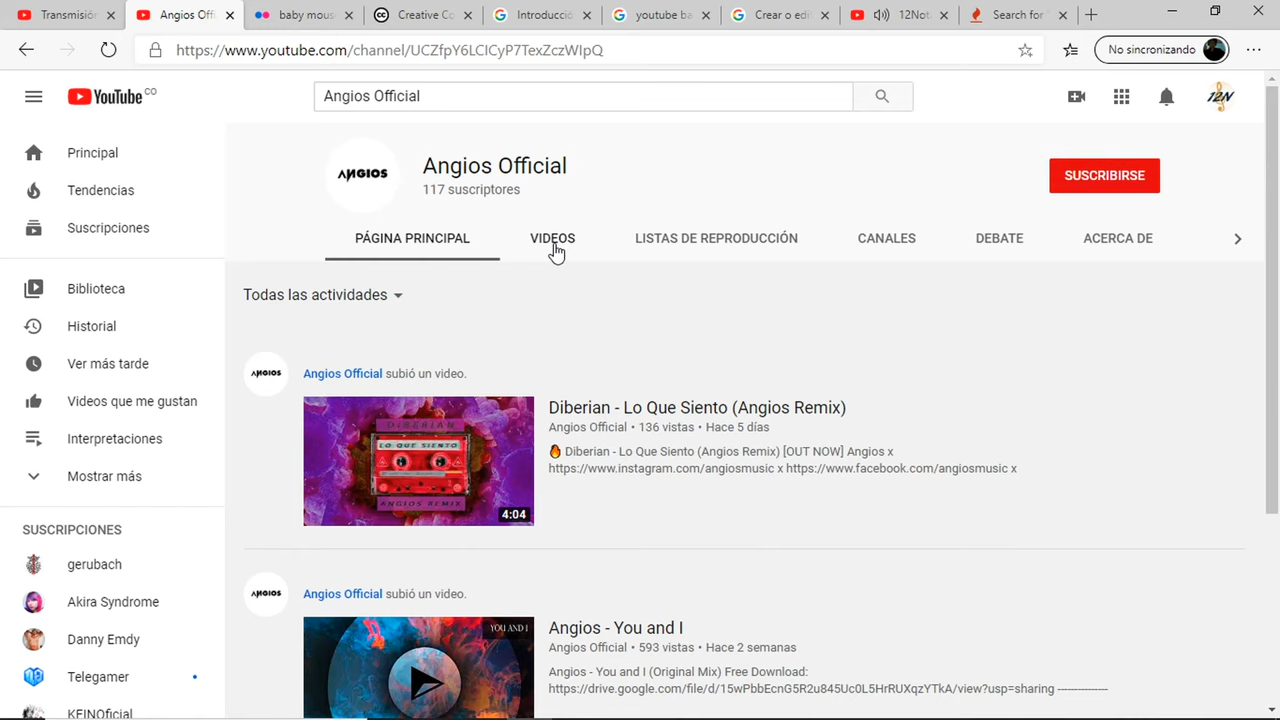 Transmisión
Angios Offi
baby mous
Creative Co
Introducció
youtube ba
Crear o edi
12Not
Search for
https://www.youtube.com/channel/UCZfpY6LCICyP7TexZczWIpQ
No sincronizando
YouTube CO
Angios Official
12N
Principal
Tendencias
Suscripciones
Biblioteca
Historial
Ver más tarde
Videos que me gustan
Interpretaciones
Mostrar más
SUSCRIPCIONES
gerubach
Akira Syndrome
Danny Emdy
Telegamer
KEINOficial
ANGIOS
Angios Official
117 suscriptores
SUSCRIBIRSE
PÁGINA PRINCIPAL VIDEOS LISTAS DE REPRODUCCIÓN CANALES DEBATE ACERCA DE
Todas las actividades
ANGIOS
Angios Official subió un video.
DIBERIAN
LO QUE SIENTO
ANGIOS REMIX
4:04
Diberian - Lo Que Siento (Angios Remix)
Angios Official • 136 vistas • Hace 5 días
Diberian - Lo Que Siento (Angios Remix) [OUT NOW] Angios x
https://www.instagram.com/angiosmusic x https://www.facebook.com/angiosmusic x
ANGIOS
Angios Official subió un video.
YOU AND I
Angios - You and I
Angios Official • 593 vistas • Hace 2 semanas
Angios - You and I (Original Mix) Free Download:
https://drive.google.com/file/d/15wPbbEcnG5R2u845Uc0L5HrRUXqzYTkA/view?usp=sharing ---------------